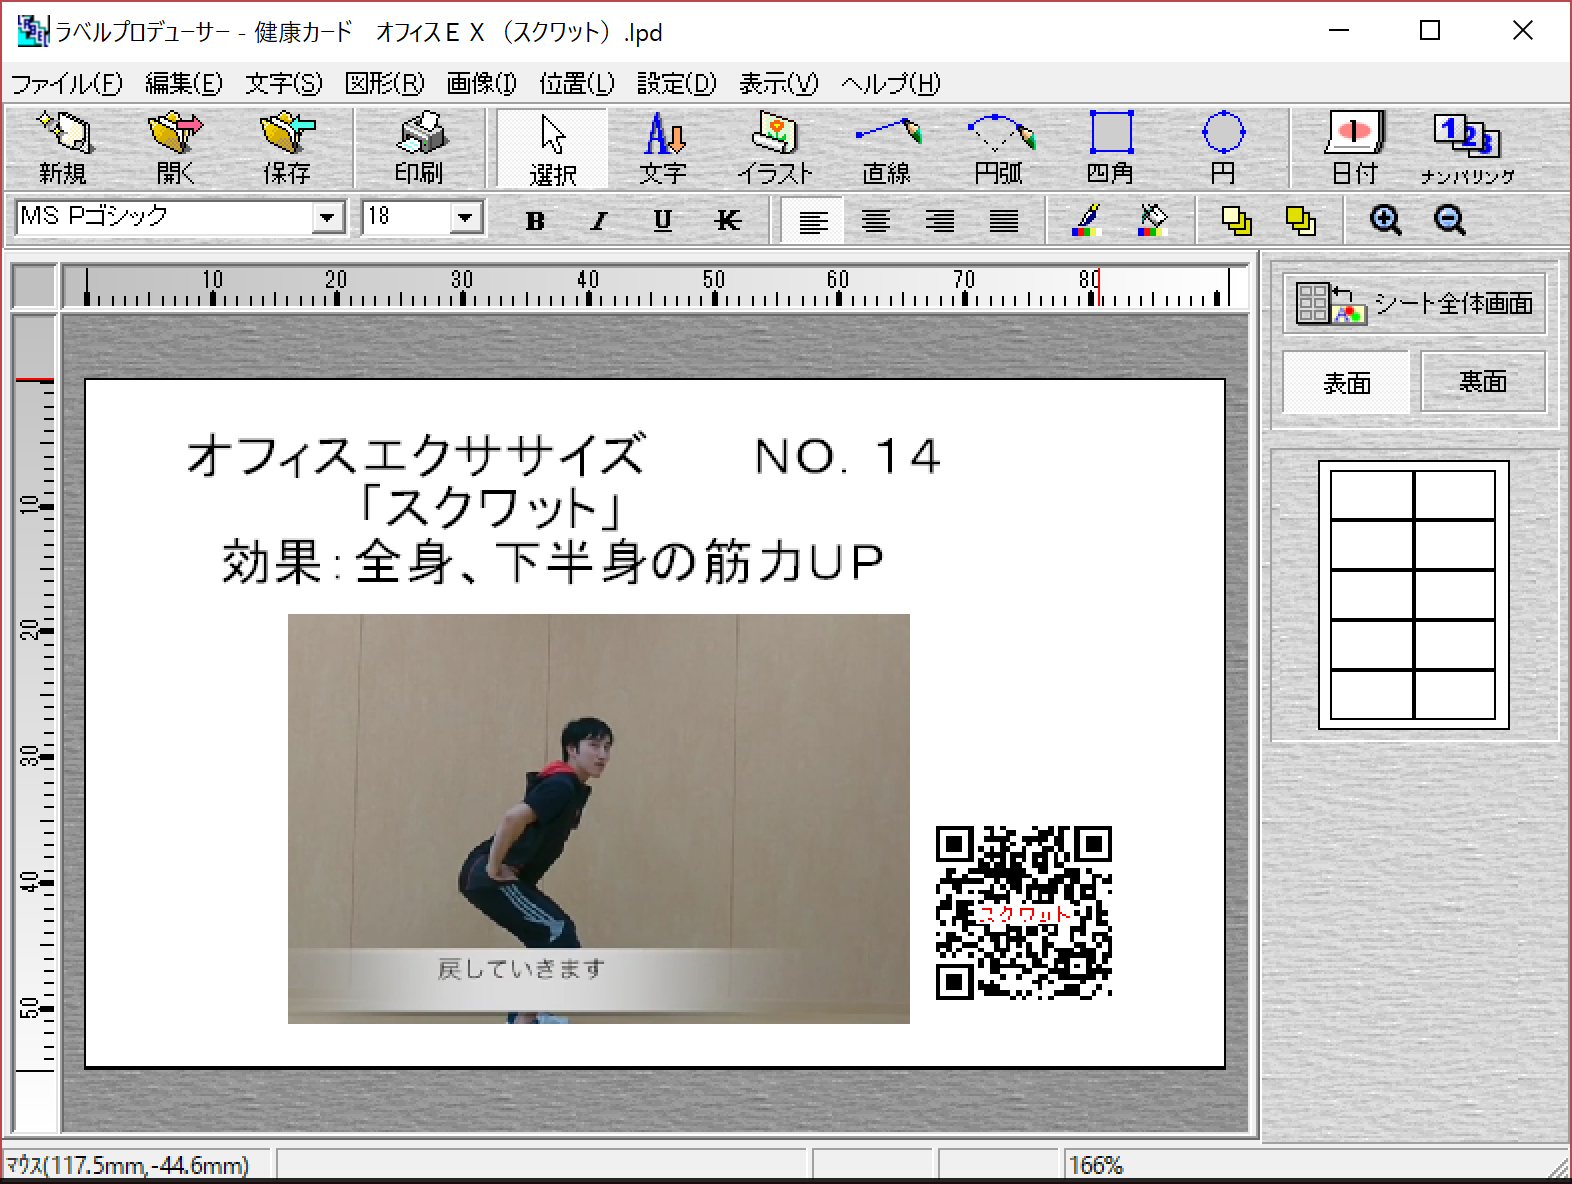 ラベルプロデューサー - 健康カード　オフィスＥＸ（スクワット）.lpd
ファイル(F) 編集(E) 文字(S) 図形(R) 画像(I) 位置(L) 設定(D) 表示(V) ヘルプ(H)
新規 開く 保存 印刷 選択 文字 イラスト 直線 円弧 四角 円 日付 ナンバリング
MS Pゴシック 18 B I U K
10 20 30 40 50 60 70 80
シート全体画面
表面 裏面
オフィスエクササイズ　　ＮＯ．１４
「スクワット」
効果：全身、下半身の筋力ＵＰ
戻していきます
スクワット
10
20
30
40
50
ﾏｳｽ(117.5mm,-44.6mm) 166%